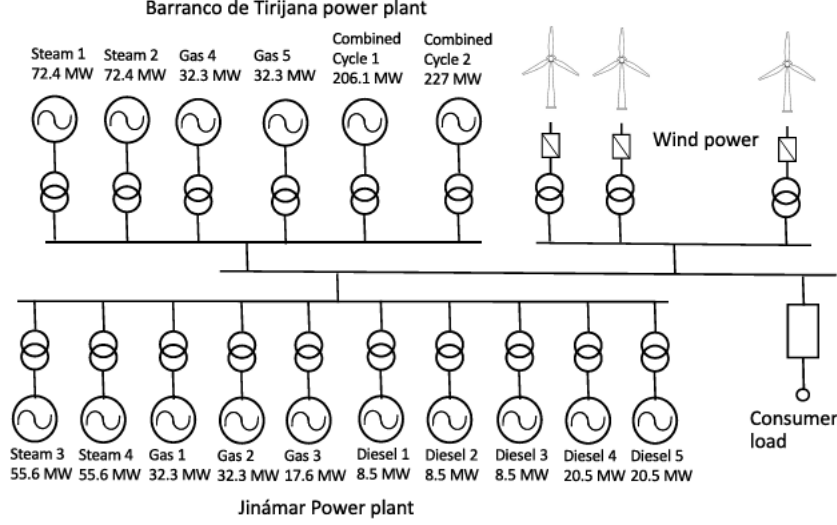 Barranco de Tirijana power plant
Steam 1
72.4 MW
Steam 2
72.4 MW
Gas 4
32.3 MW
Gas 5
32.3 MW
Combined
Cycle 1
206.1 MW
Combined
Cycle 2
227 MW
Wind power
Steam 3
55.6 MW
Steam 4
55.6 MW
Gas 1
32.3 MW
Gas 2
32.3 MW
Gas 3
17.6 MW
Diesel 1
8.5 MW
Diesel 2
8.5 MW
Diesel 3
8.5 MW
Diesel 4
20.5 MW
Diesel 5
20.5 MW
Consumer
load
Jinámar Power plant